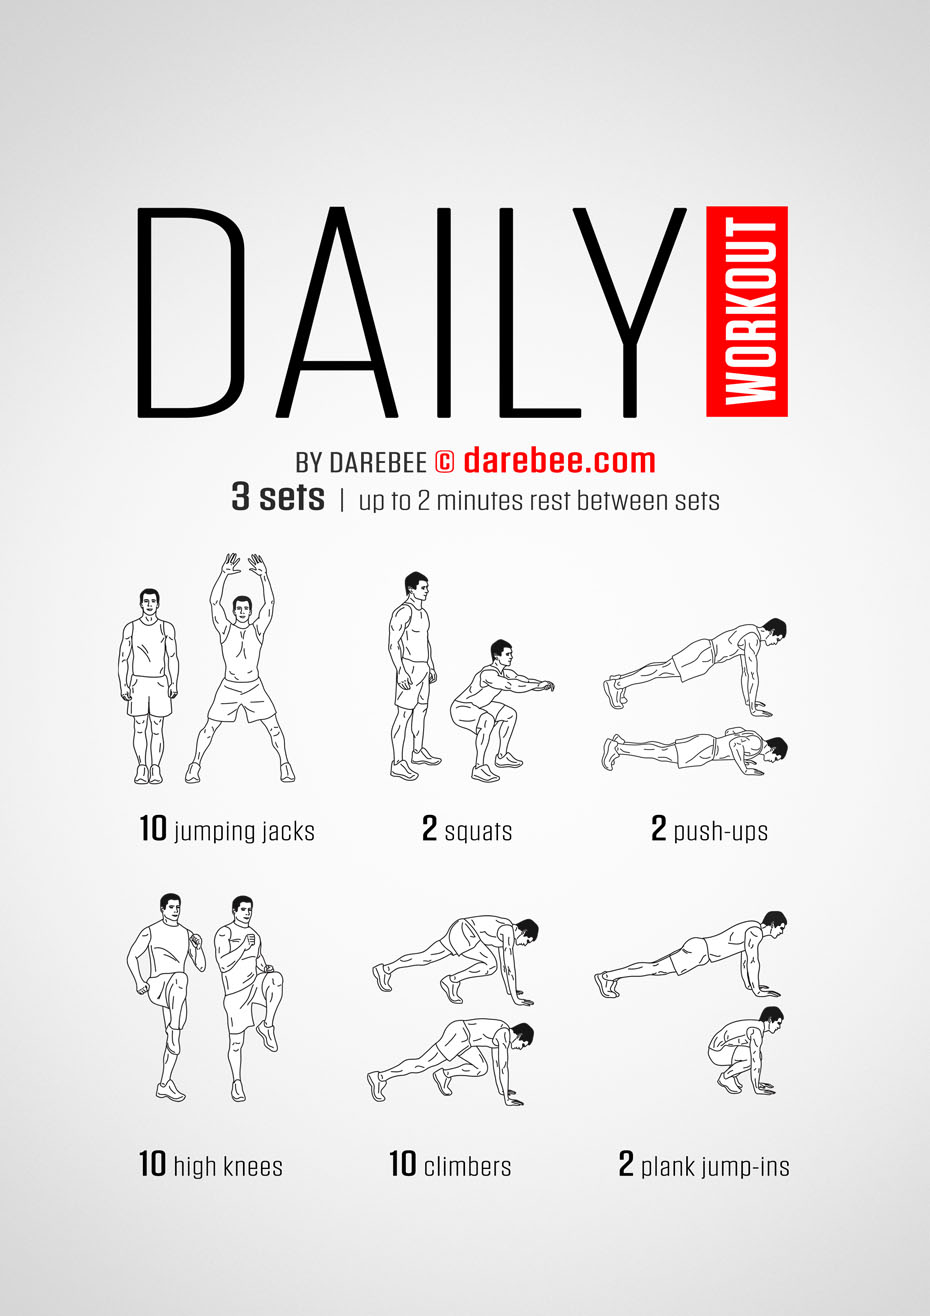 DAILY WORKOUT
BY DAREBEE © darebee.com
3 sets | up to 2 minutes rest between sets
10 jumping jacks
2 squats
2 push-ups
10 high knees
10 climbers
2 plank jump-ins